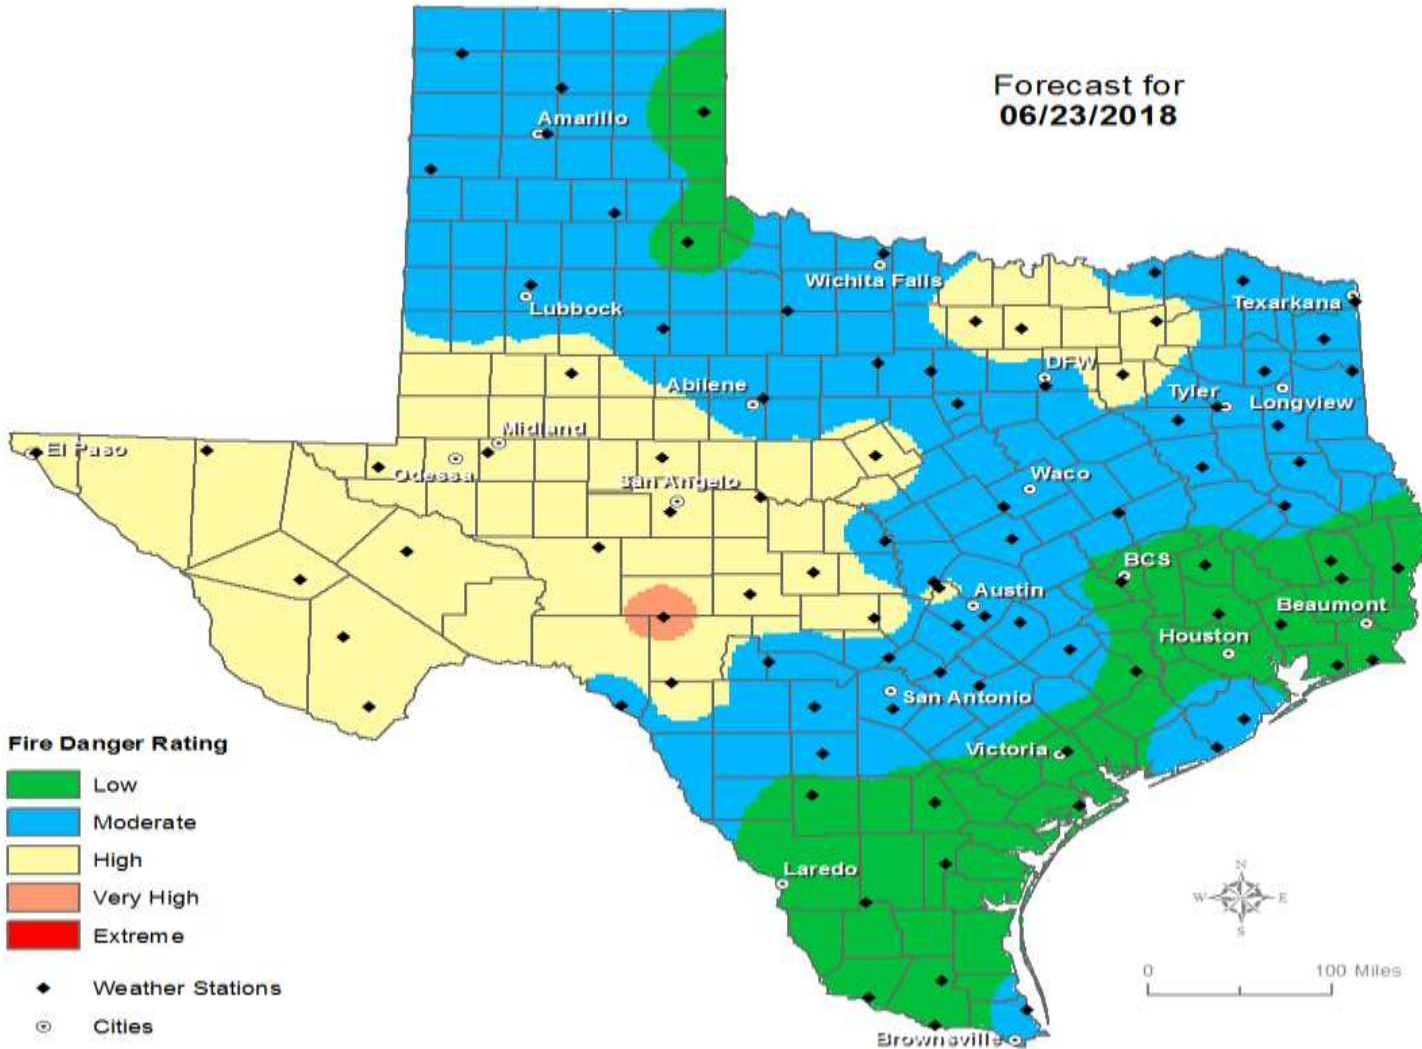 Forecast for
06/23/2018
Amarillo
Wichita Falls
Texarkana
Lubbock
DFW
Abilene
Tyler
Longview
Midland
El Paso
Odessa
San Angelo
Waco
BCS
Austin
Beaumont
Houston
San Antonio
Victoria
Fire Danger Rating
Low
Moderate
High
Very High
Extreme
Weather Stations
Cities
Laredo
Brownsville
N
W
E
S
0
100 Miles